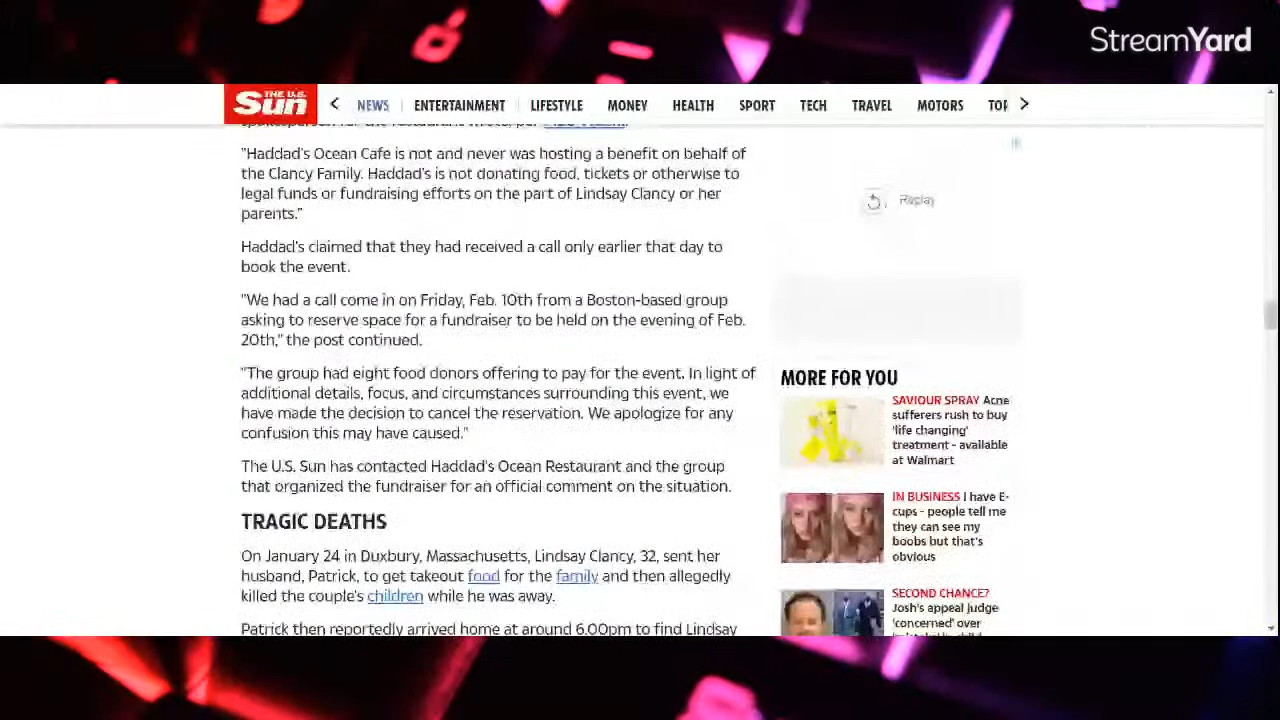 StreamYard
THE U.S.
Sun
NEWS
ENTERTAINMENT
LIFESTYLE
MONEY
HEALTH
SPORT
TECH
TRAVEL
MOTORS
"Haddad's Ocean Cafe is not and never was hosting a benefit on behalf of
the Clancy Family. Haddad's is not donating food, tickets or otherwise to
legal funds or fundraising efforts on the part of Lindsay Clancy or her
parents."
Haddad's claimed that they had received a call only earlier that day to
book the event.
"We had a call come in on Friday, Feb. 10th from a Boston-based group
asking to reserve space for a fundraiser to be held on the evening of Feb.
20th," the post continued.
"The group had eight food donors offering to pay for the event. In light of
additional details, focus, and circumstances surrounding this event, we
have made the decision to cancel the reservation. We apologize for any
confusion this may have caused."
The U.S. Sun has contacted Haddad's Ocean Restaurant and the group
that organized the fundraiser for an official comment on the situation.
TRAGIC DEATHS
On January 24 in Duxbury, Massachusetts, Lindsay Clancy, 32, sent her
husband, Patrick, to get takeout food for the family and then allegedly
killed the couple's children while he was away.
Patrick then reportedly arrived home at around 6.00pm to find Lindsay
Replay
MORE FOR YOU
SAVIOUR SPRAY Acne
sufferers rush to buy
'life changing'
treatment - available
at Walmart
IN BUSINESS I have E-
cups - people tell me
they can see my
boobs but that's
obvious
SECOND CHANCE?
Josh's appeal judge
'concerned' over